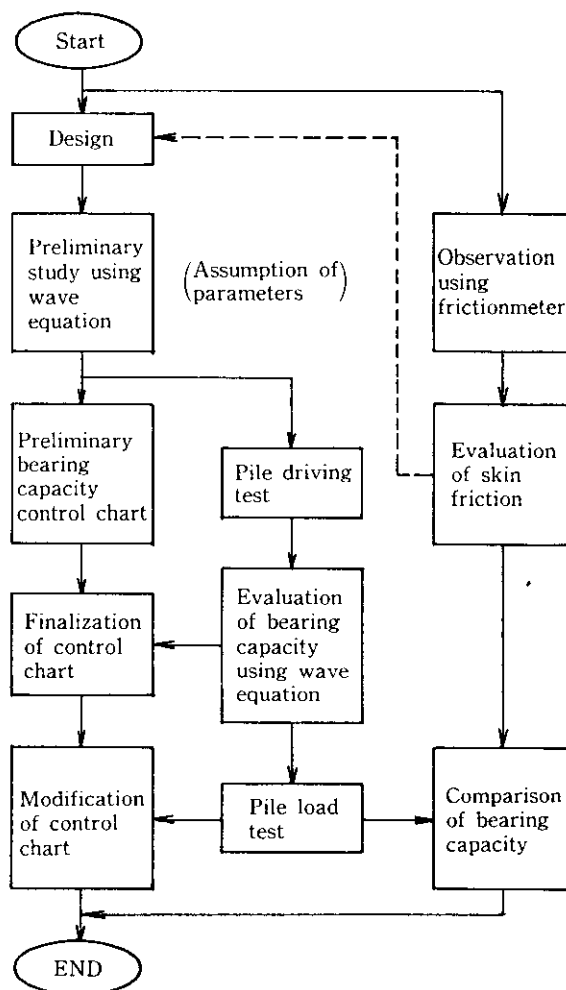 Start
Design
Preliminary
study using
wave
equation
(Assumption of
parameters)
Observation
using
frictionmeter
Preliminary
bearing
capacity
control chart
Pile driving
test
Evaluation
of skin
friction
Finalization
of control
chart
Evaluation
of bearing
capacity
using wave
equation
Modification
of control
chart
Pile load
test
Comparison
of bearing
capacity
END